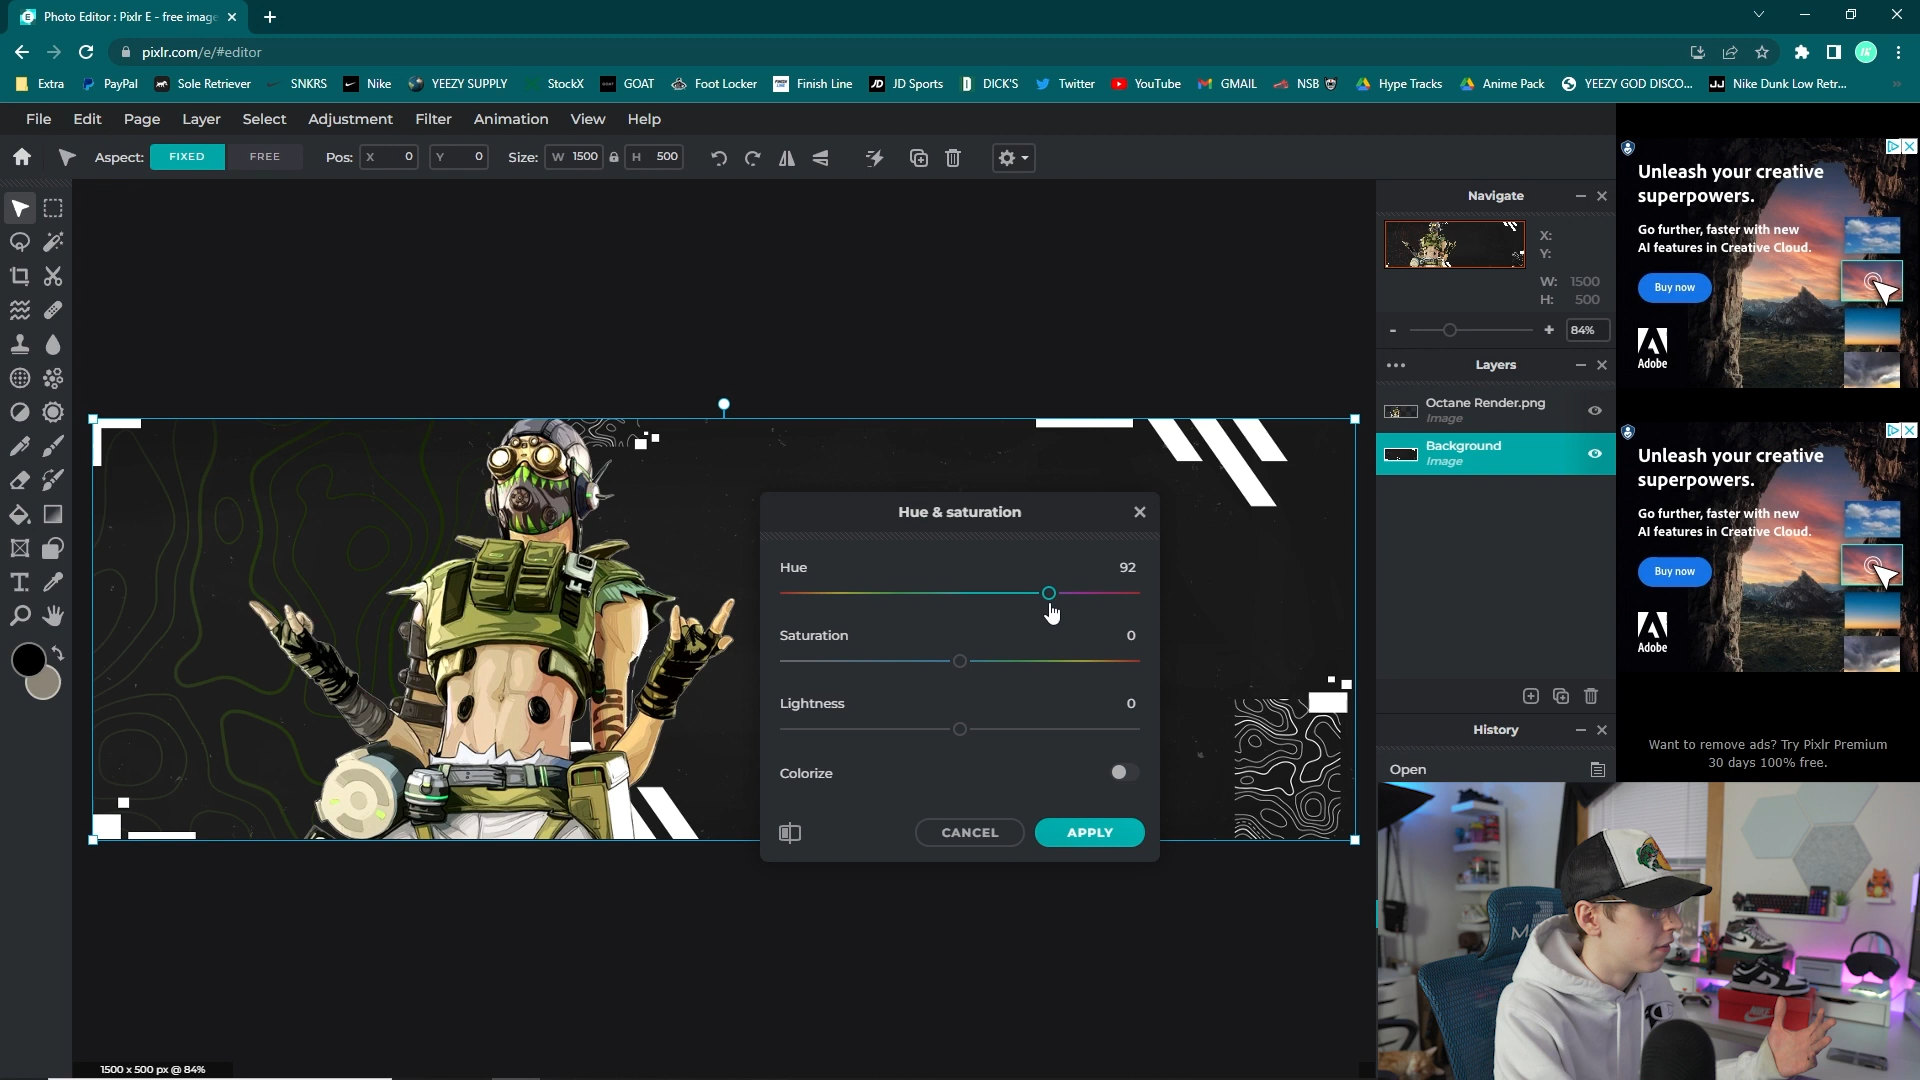 Photo Editor : Pixlr E - free image
pixlr.com/e/#editor
Extra PayPal Sole Retriever SNKRS Nike YEEZY SUPPLY StockX GOAT Foot Locker Finish Line JD Sports DICK'S Twitter YouTube GMAIL NSB Hype Tracks Anime Pack YEEZY GOD DISCO... Nike Dunk Low Retr...
File Edit Page Layer Select Adjustment Filter Animation View Help
Aspect: FIXED FREE Pos: X 0 Y 0 Size: W 1500 H 500
Navigate
X:
Y:
W: 1500
H: 500
- + 84%
Layers
Octane Render.png
Image
Background
Image
Hue & saturation
Hue 92
Saturation 0
Lightness 0
Colorize
CANCEL APPLY
History
Open
1500 x 500 px @ 84%
Unleash your creative
superpowers.
Go further, faster with new
AI features in Creative Cloud.
Buy now
Adobe
Unleash your creative
superpowers.
Go further, faster with new
AI features in Creative Cloud.
Buy now
Adobe
Want to remove ads? Try Pixlr Premium
30 days 100% free.